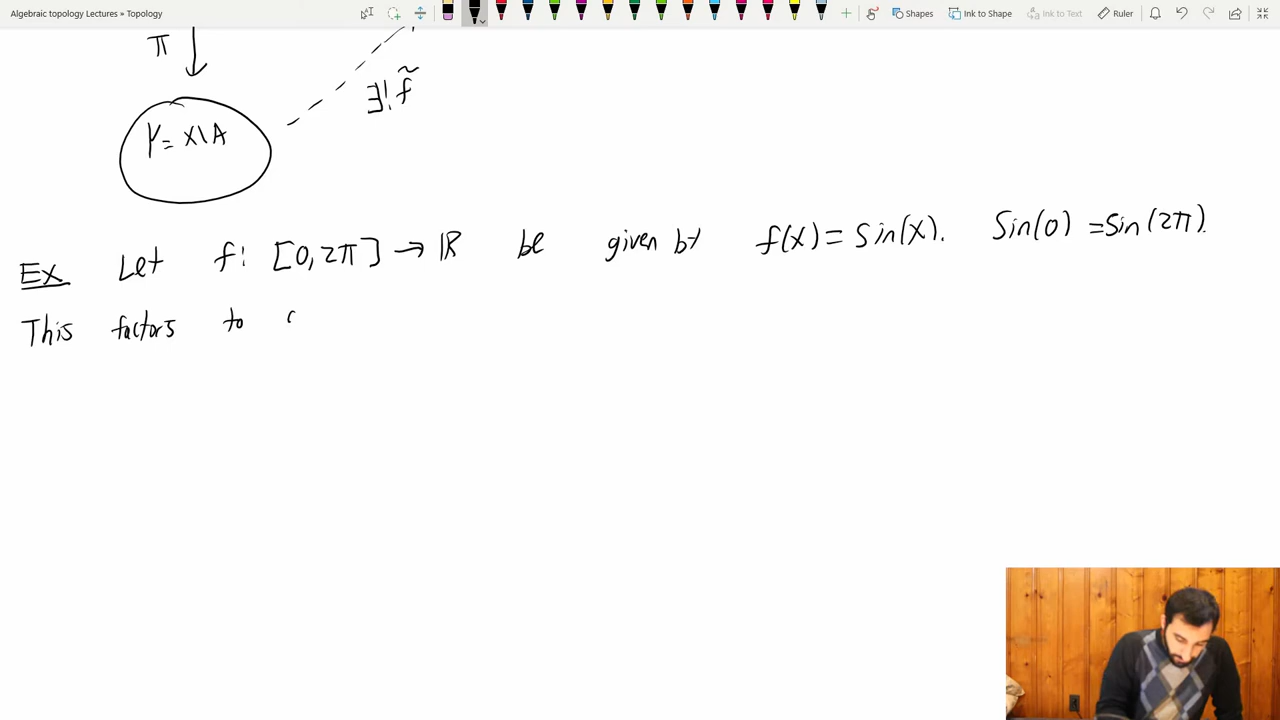 Algebraic topology Lectures » Topology
Shapes Ink to Shape Ink to Text Ruler
π
∃! f̃
Y = X\A
Ex Let f: [0,2π] → ℝ be given by f(x) = Sin(x). Sin(0) = Sin(2π).
This factors to